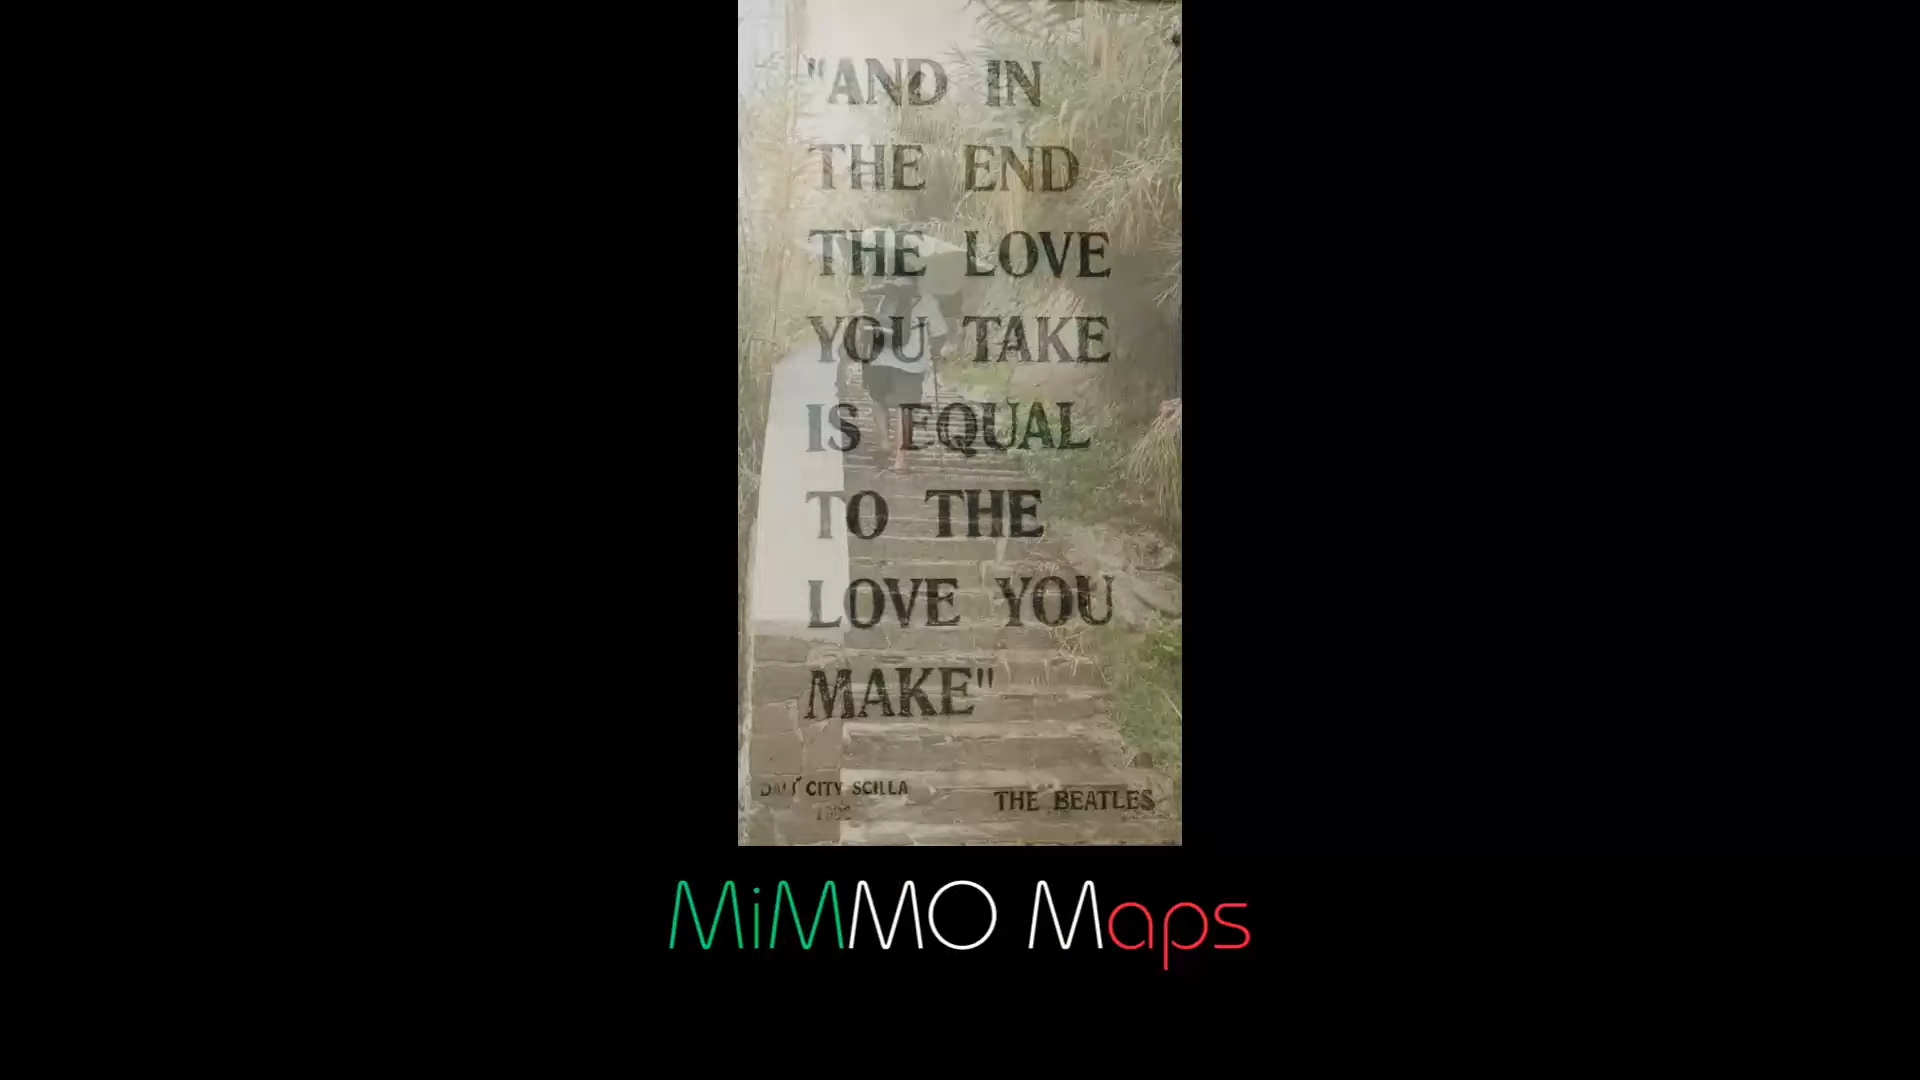 "AND IN
THE END
THE LOVE
YOU TAKE
IS EQUAL
TO THE
LOVE YOU
MAKE"
CITY SCILLA
THE BEATLES
MiMMO Maps